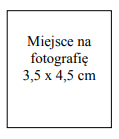 Miejsce na
fotografię
3,5 x 4,5 cm